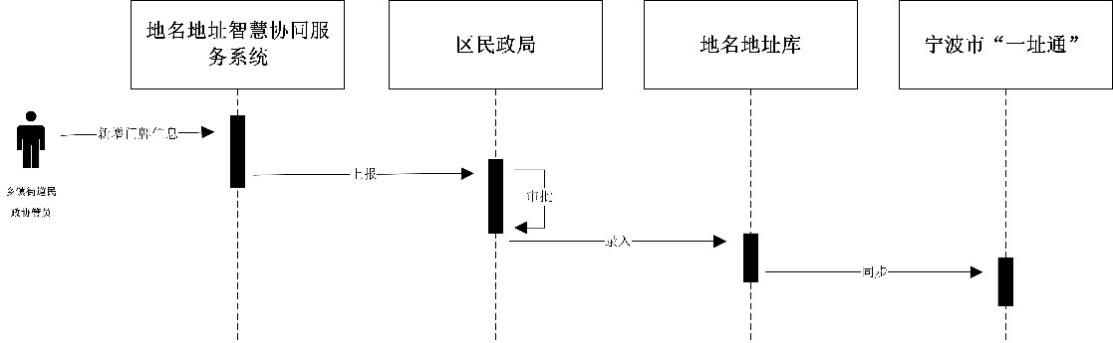 地名地址智慧协同服
务系统
区民政局
地名地址库
宁波市“一址通”
新增门牌信息
乡镇街道民
政协管员
上报
审批
录入
同步